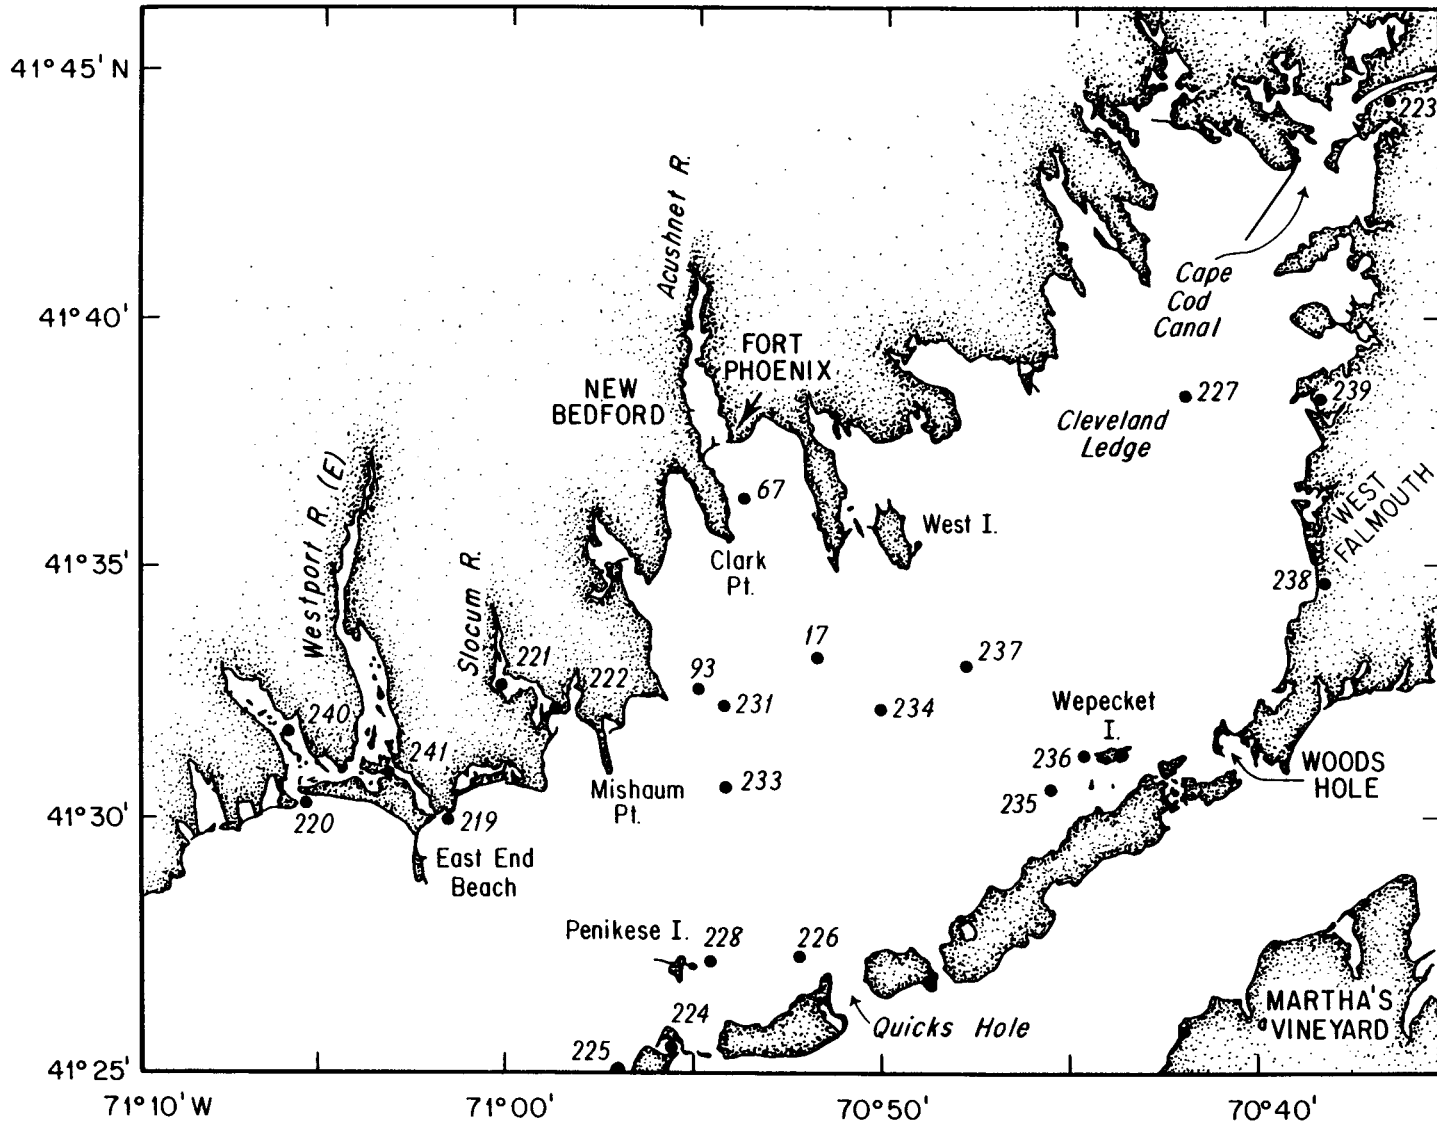 41°45' N
223
Acushnet R.
Cape
Cod
Canal
41°40'
FORT
PHOENIX
NEW
BEDFORD
227
239
Cleveland
Ledge
Westport R. (E)
67
West I.
WEST
FALMOUTH
41°35'
Clark
Pt.
238
Slocum R.
221
222
17
93
237
231
234
240
Wepecket
I.
241
236
WOODS
HOLE
Mishaum
Pt.
233
235
41°30'
220
219
East End
Beach
Penikese I.
228
226
224
Quicks Hole
MARTHA'S
VINEYARD
225
41°25'
71°10' W
71°00'
70°50'
70°40'